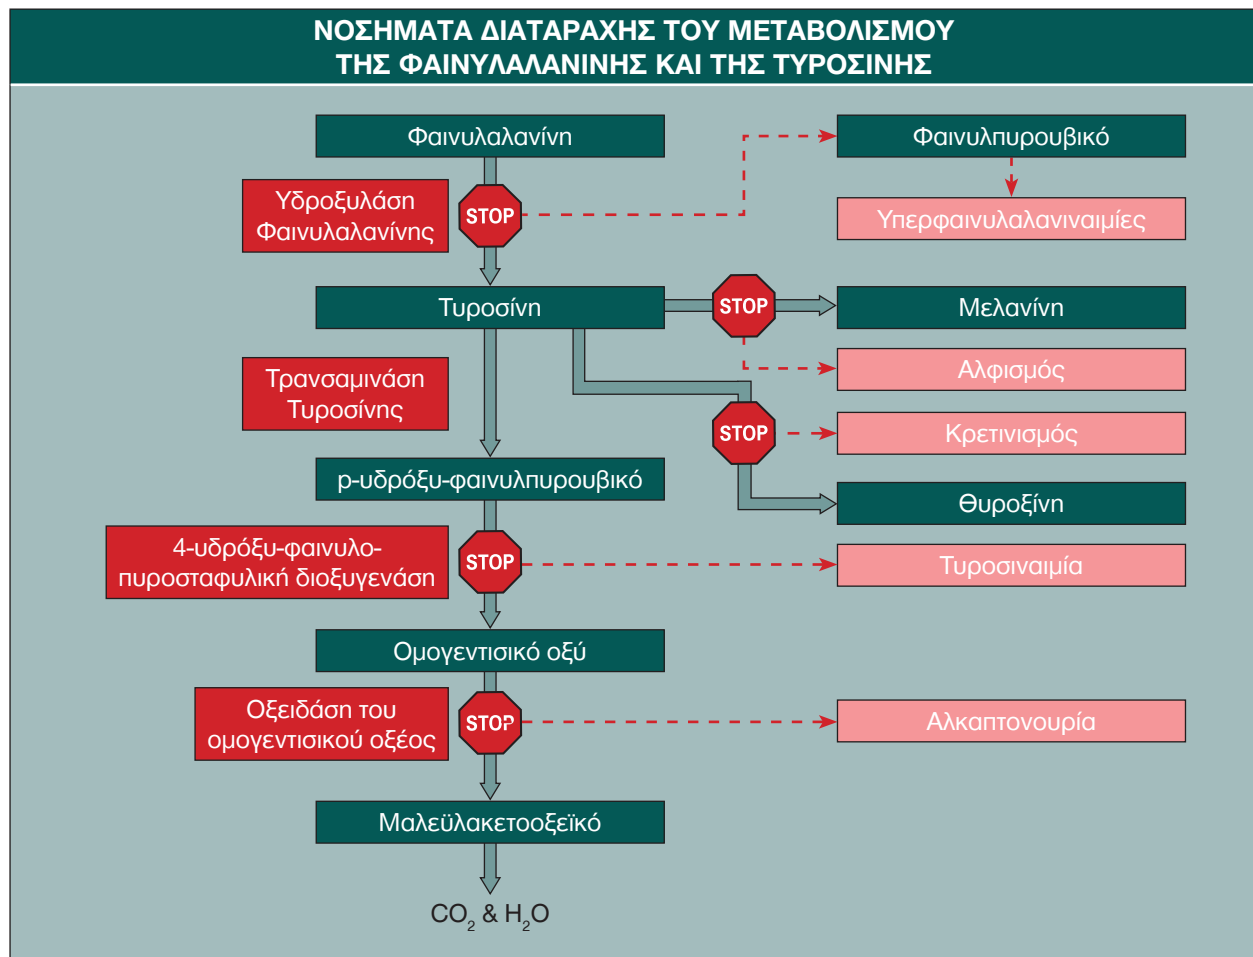 ΝΟΣΗΜΑΤΑ ΔΙΑΤΑΡΑΧΗΣ ΤΟΥ ΜΕΤΑΒΟΛΙΣΜΟΥ
ΤΗΣ ΦΑΙΝΥΛΑΛΑΝΙΝΗΣ ΚΑΙ ΤΗΣ ΤΥΡΟΣΙΝΗΣ
Φαινυλαλανίνη
Φαινυλπυρουβικό
Υδροξυλάση
Φαινυλαλανίνης
STOP
Υπερφαινυλαλανιναιμίες
Τυροσίνη
STOP
Μελανίνη
Τρανσαμινάση
Τυροσίνης
Αλφισμός
STOP
Κρετινισμός
p-υδρόξυ-φαινυλπυρουβικό
Θυροξίνη
4-υδρόξυ-φαινυλο-
πυροσταφυλική διοξυγενάση
STOP
Τυροσιναιμία
Ομογεντισικό οξύ
Οξειδάση του
ομογεντισικού οξέος
STOP
Αλκαπτονουρία
Μαλεϋλακετοοξεϊκό
CO₂ & H₂O